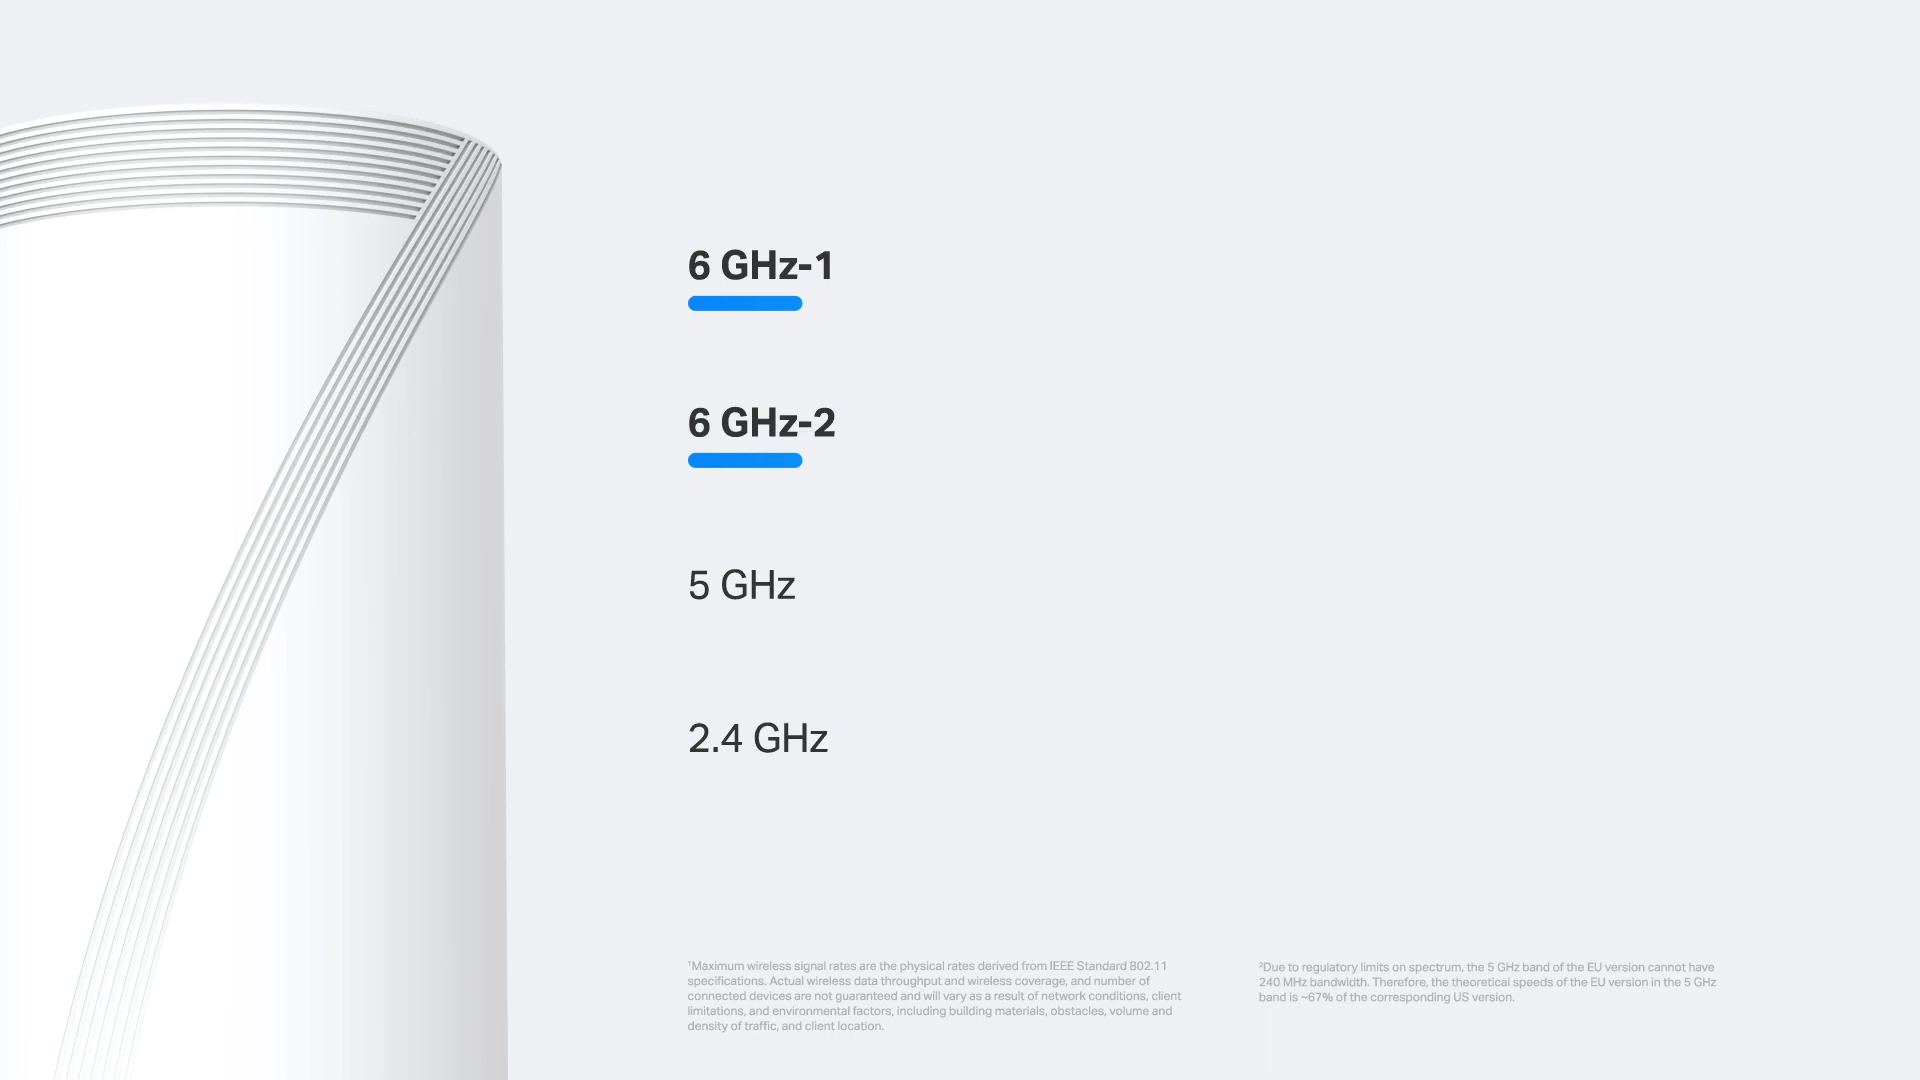 6 GHz-1
6 GHz-2
5 GHz
2.4 GHz
¹Maximum wireless signal rates are the physical rates derived from IEEE Standard 802.11
specifications. Actual wireless data throughput and wireless coverage, and number of
connected devices are not guaranteed and will vary as a result of network conditions, client
limitations, and environmental factors, including building materials, obstacles, volume and
density of traffic, and client location.
²Due to regulatory limits on spectrum, the 5 GHz band of the EU version cannot have
240 MHz bandwidth. Therefore, the theoretical speeds of the EU version in the 5 GHz
band is ~67% of the corresponding US version.